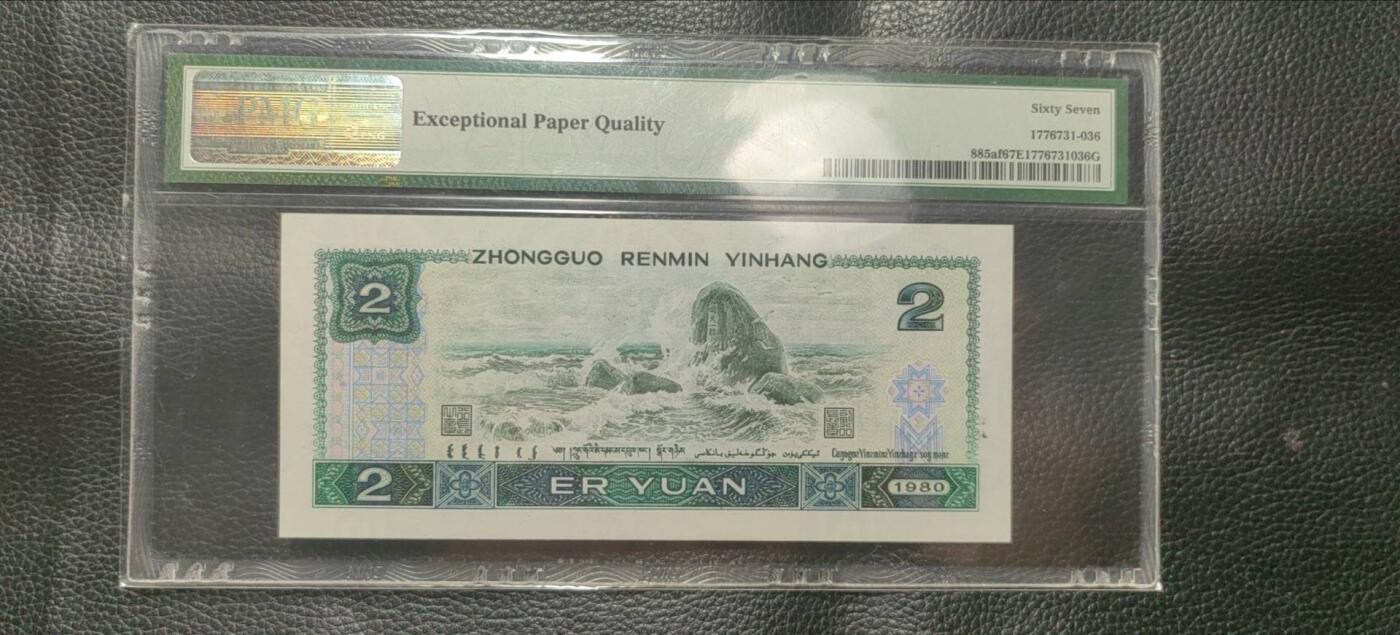 PMG
Exceptional Paper Quality
Sixty Seven
1776731-036
885af67E1776731036G
ZHONGGUO RENMIN YINHANG
2
2
2
ER YUAN
1980